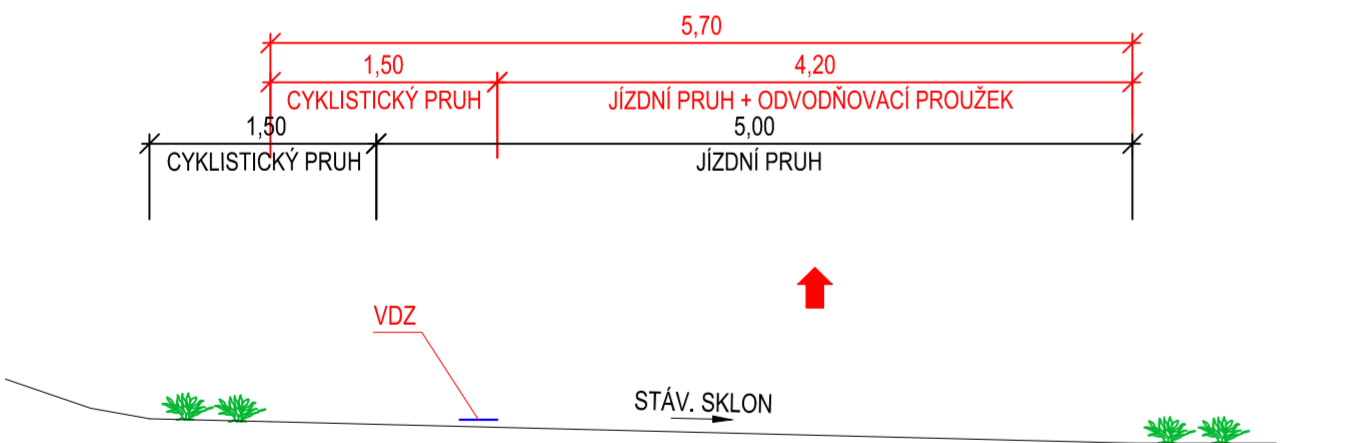 5,70
1,50
4,20
CYKLISTICKÝ PRUH
JÍZDNÍ PRUH + ODVODŇOVACÍ PROUŽEK
1,50
5,00
CYKLISTICKÝ PRUH
JÍZDNÍ PRUH
VDZ
STÁV. SKLON